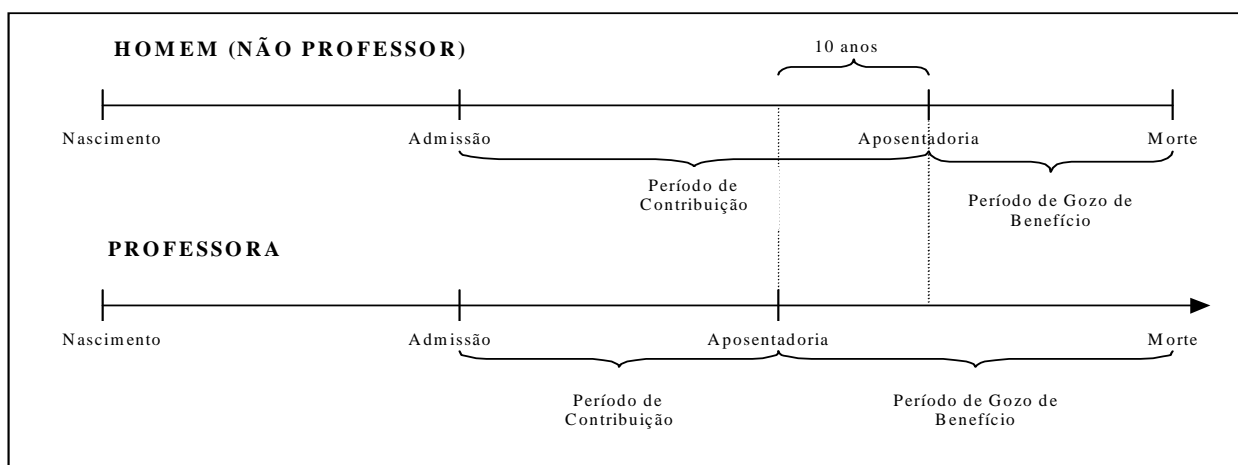 10 anos
HOMEM (NÃO PROFESSOR)
Nascimento
Admissão
Aposentadoria
Morte
Período de
Contribuição
Período de Gozo de
Benefício
PROFESSORA
Nascimento
Admissão
Aposentadoria
Morte
Período de
Contribuição
Período de Gozo de
Benefício